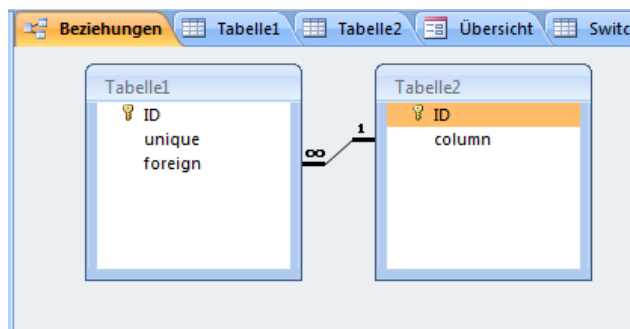 Beziehungen Tabelle1 Tabelle2 Übersicht Switc
Tabelle1
ID
unique
foreign
∞ 1
Tabelle2
ID
column